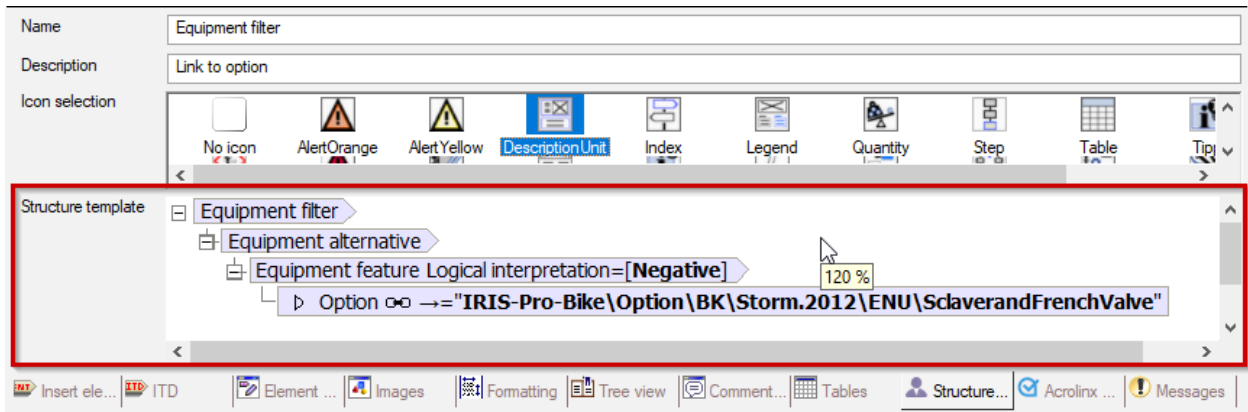 Name
Equipment filter
Description
Link to option
Icon selection
No icon AlertOrange AlertYellow DescriptionUnit Index Legend Quantity Step Table Tipp
Structure template
Equipment filter
Equipment alternative
Equipment feature Logical interpretation=[Negative]
120 %
Option →="IRIS-Pro-Bike\Option\BK\Storm.2012\ENU\SclaverandFrenchValve"
Insert ele... ITD Element ... Images Formatting Tree view Comment... Tables Structure... Acrolinx ... Messages